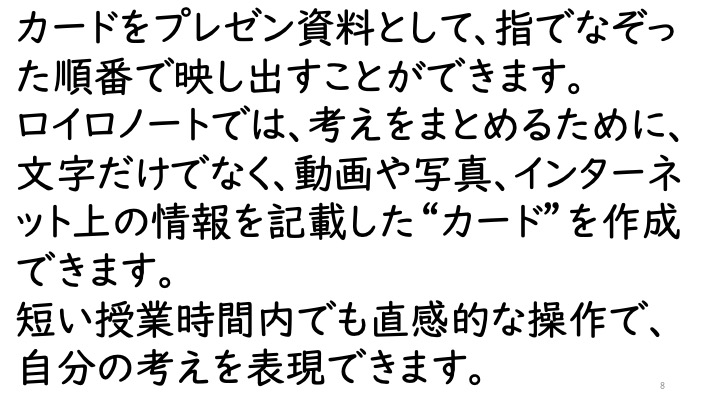 カードをプレゼン資料として、指でなぞっ
た順番で映し出すことができます。
ロイロノートでは、考えをまとめるために、
文字だけでなく、動画や写真、インターネ
ット上の情報を記載した“カード”を作成
できます。
短い授業時間内でも直感的な操作で、
自分の考えを表現できます。
8